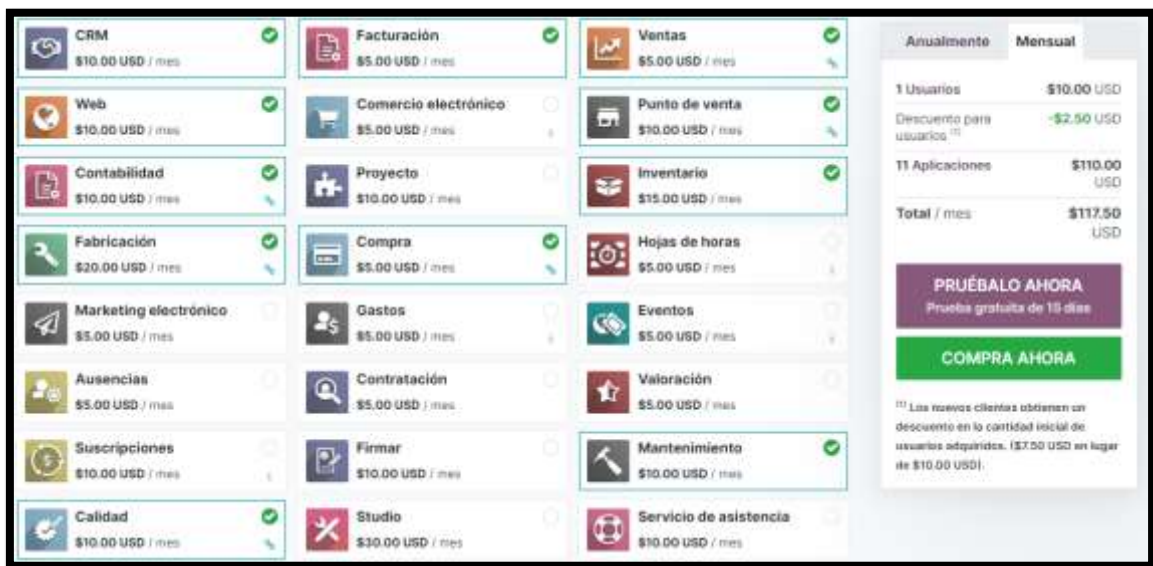 CRM
$10.00 USD / mes
Facturación
$5.00 USD / mes
Ventas
$5.00 USD / mes
Web
$10.00 USD / mes
Comercio electrónico
$5.00 USD / mes
Punto de venta
$10.00 USD / mes
Contabilidad
$10.00 USD / mes
Proyecto
$10.00 USD / mes
Inventario
$15.00 USD / mes
Fabricación
$20.00 USD / mes
Compra
$5.00 USD / mes
Hojas de horas
$5.00 USD / mes
Marketing electrónico
$5.00 USD / mes
Gastos
$5.00 USD / mes
Eventos
$5.00 USD / mes
Ausencias
$5.00 USD / mes
Contratación
$5.00 USD / mes
Valoración
$5.00 USD / mes
Suscripciones
$10.00 USD / mes
Firmar
$10.00 USD / mes
Mantenimiento
$10.00 USD / mes
Calidad
$10.00 USD / mes
Studio
$30.00 USD / mes
Servicio de asistencia
$10.00 USD / mes
Anualmente Mensual
1 Usuarios $10.00 USD
Descuento para -$2.50 USD
usuarios (1)
11 Aplicaciones $110.00
USD
Total / mes $117.50
USD
PRUÉBALO AHORA
Prueba gratuita de 15 días
COMPRA AHORA
(1) Los nuevos clientes obtienen un
descuento en la cantidad inicial de
usuarios adquiridos. ($7.50 USD en lugar
de $10.00 USD).